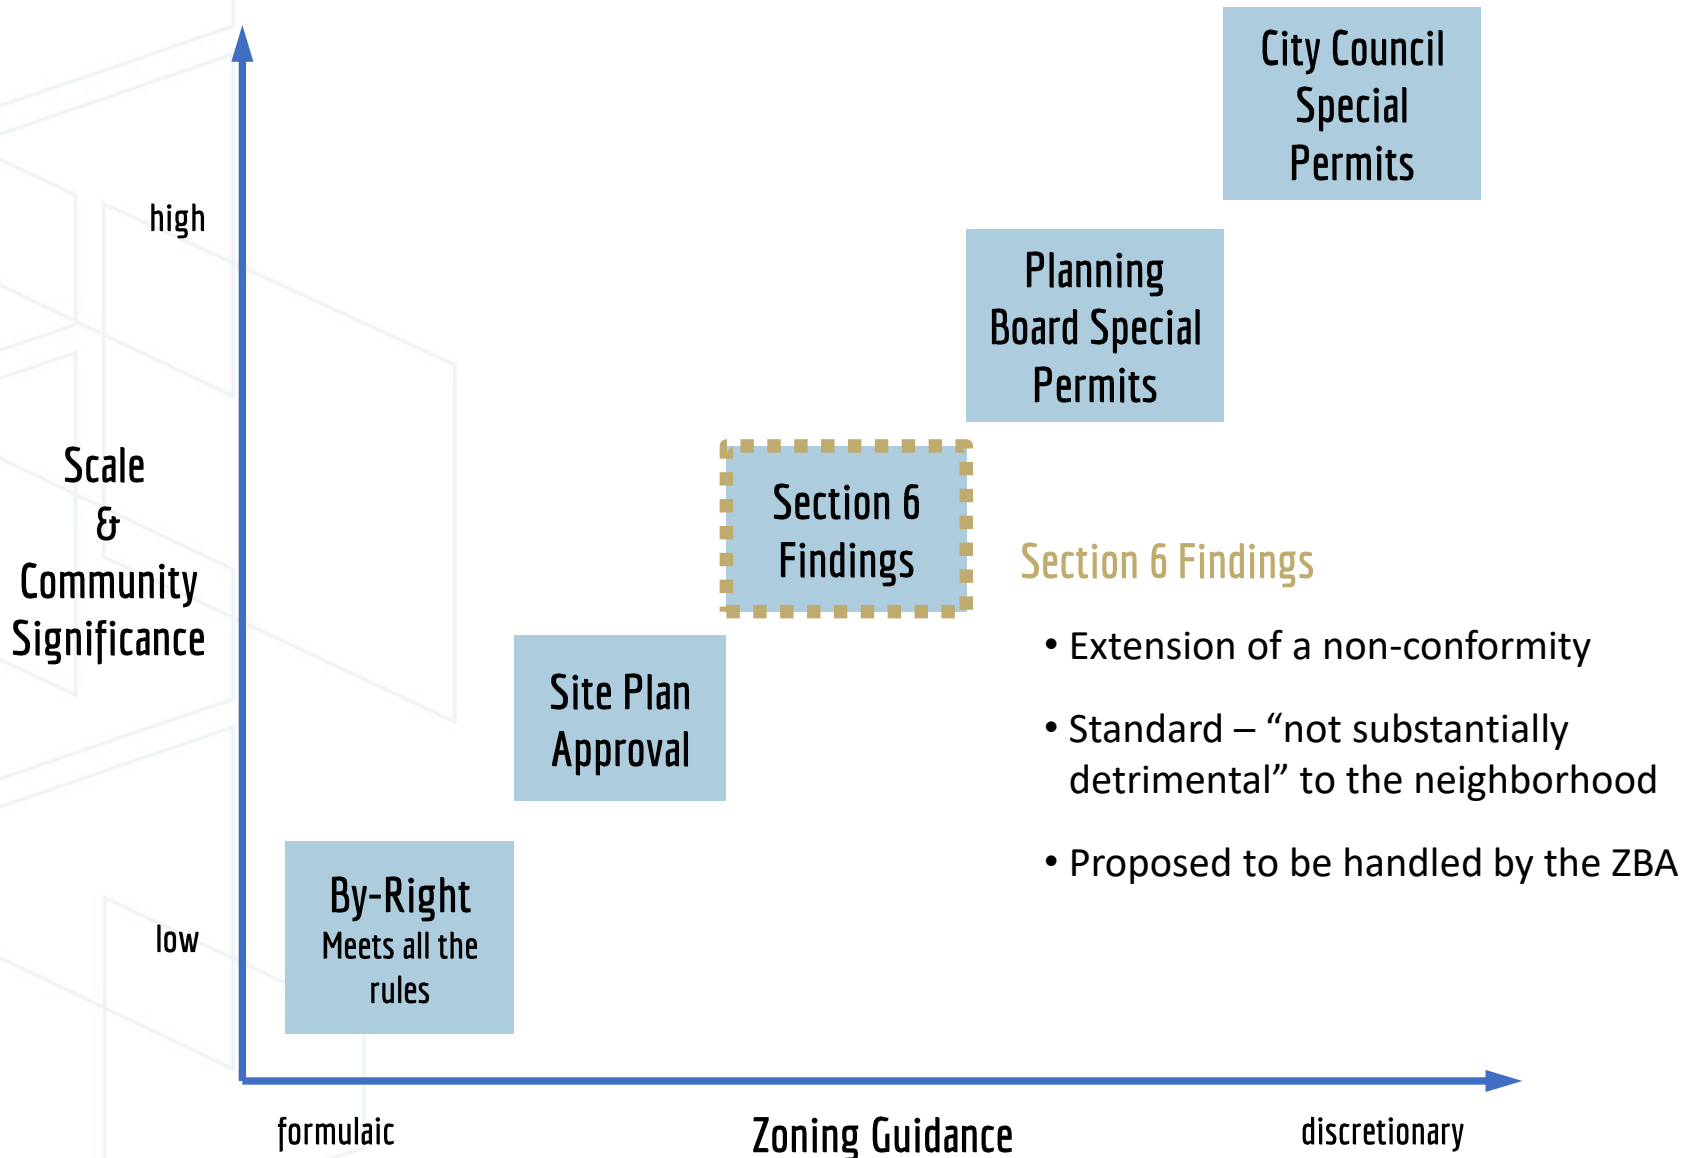 City Council
Special
Permits
high
Planning
Board Special
Permits
Scale
&
Community
Significance
Section 6
Findings
Section 6 Findings
• Extension of a non-conformity
• Standard – “not substantially
detrimental” to the neighborhood
• Proposed to be handled by the ZBA
Site Plan
Approval
By-Right
Meets all the
rules
low
formulaic
Zoning Guidance
discretionary